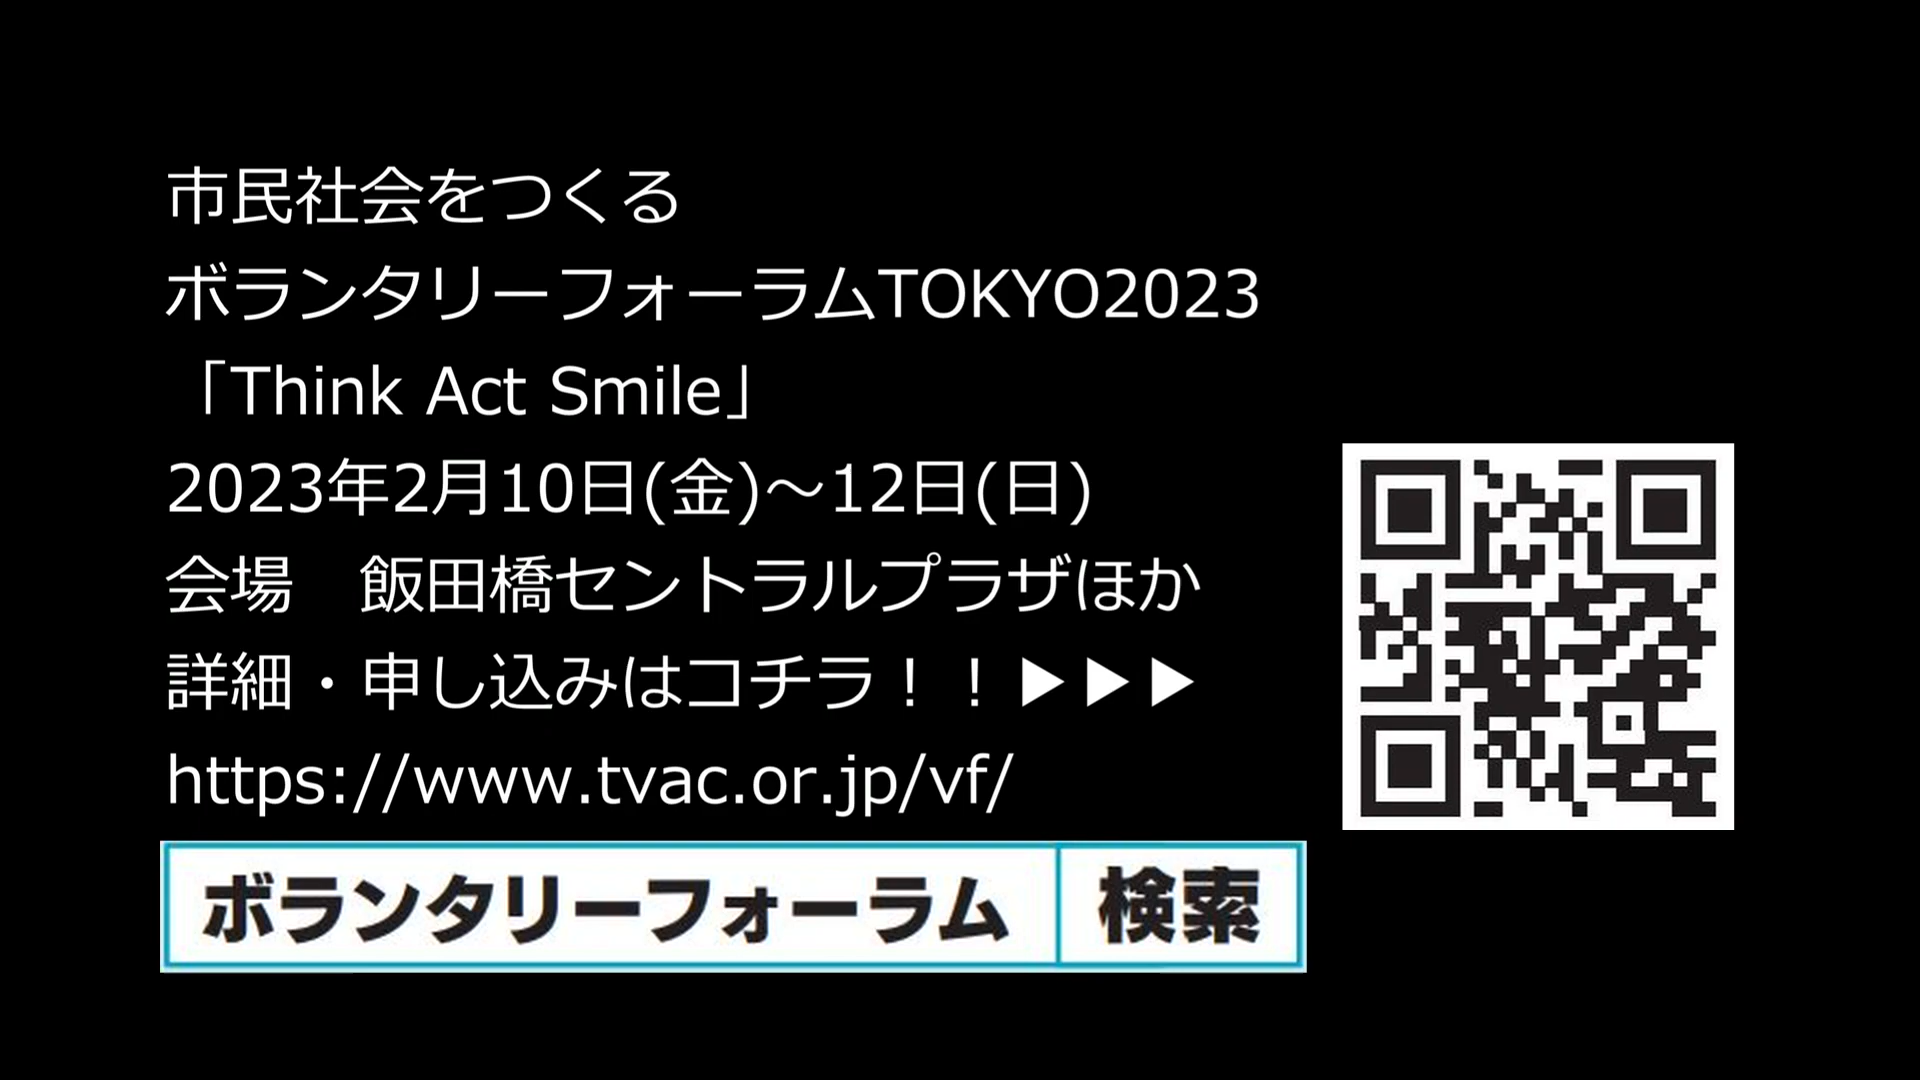 市民社会をつくる
ボランタリーフォーラムTOKYO2023
「Think Act Smile」
2023年2月10日(金)～12日(日)
会場　飯田橋セントラルプラザほか
詳細・申し込みはコチラ！！▶▶▶
https://www.tvac.or.jp/vf/
ボランタリーフォーラム 検索